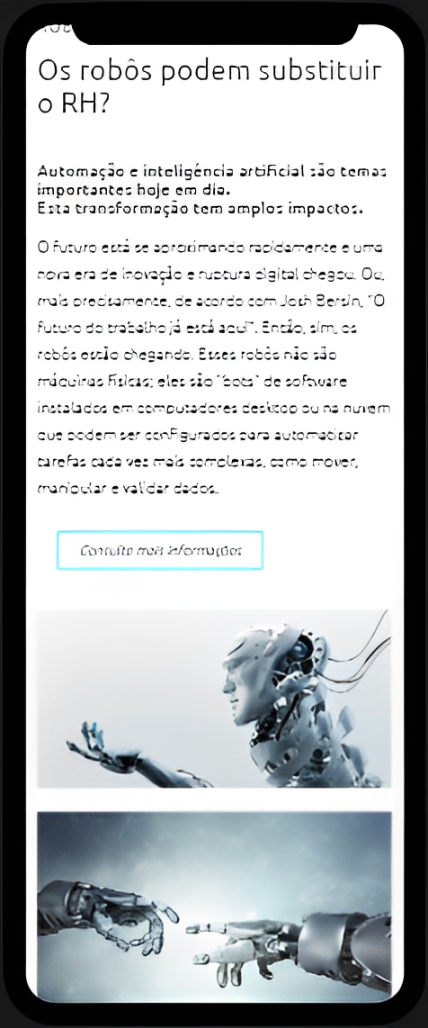 Os robôs podem substituir
o RH?
Automação e inteligência artificial são temas
importantes hoje em dia.
Esta transformação tem amplos impactos.
O futuro está se aproximando rapidamente e uma
nova era de inovação e ruptura digital chegou. Ou,
mais precisamente, de acordo com Josh Bersin, "O
futuro do trabalho já está aqui". Então, sim, os
robôs estão chegando. Esses robôs não são
máquinas físicas; eles são "bots" de software
instalados em computadores desktop ou na nuvem
que podem ser configurados para automatizar
tarefas cada vez mais complexas, como mover,
manipular e validar dados.
Consulte mais informações